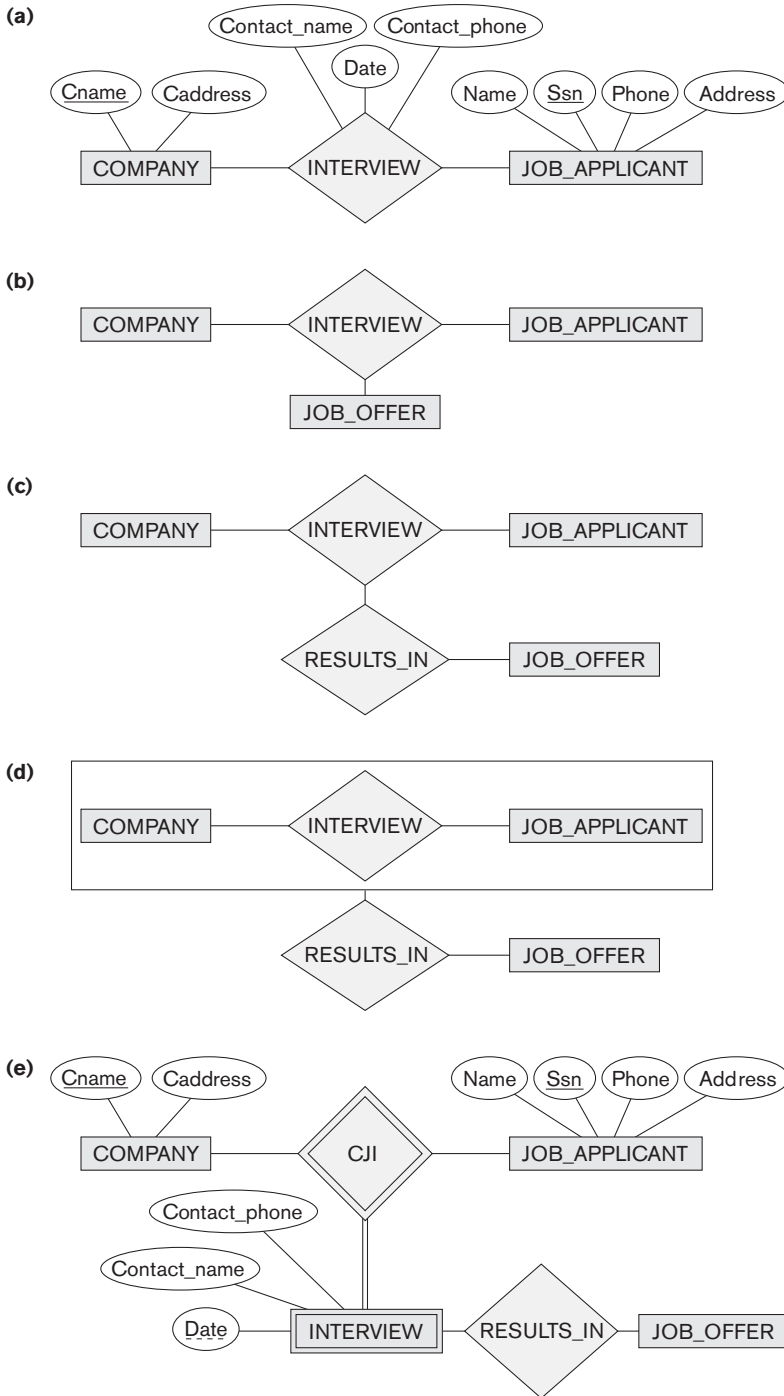 (a)
Contact_name Contact_phone
Date
Cname Caddress Name Ssn Phone Address
COMPANY INTERVIEW JOB_APPLICANT
(b)
COMPANY INTERVIEW JOB_APPLICANT
JOB_OFFER
(c)
COMPANY INTERVIEW JOB_APPLICANT
RESULTS_IN JOB_OFFER
(d)
COMPANY INTERVIEW JOB_APPLICANT
RESULTS_IN JOB_OFFER
(e)
Cname Caddress Name Ssn Phone Address
COMPANY CJI JOB_APPLICANT
Contact_phone
Contact_name
Date INTERVIEW RESULTS_IN JOB_OFFER